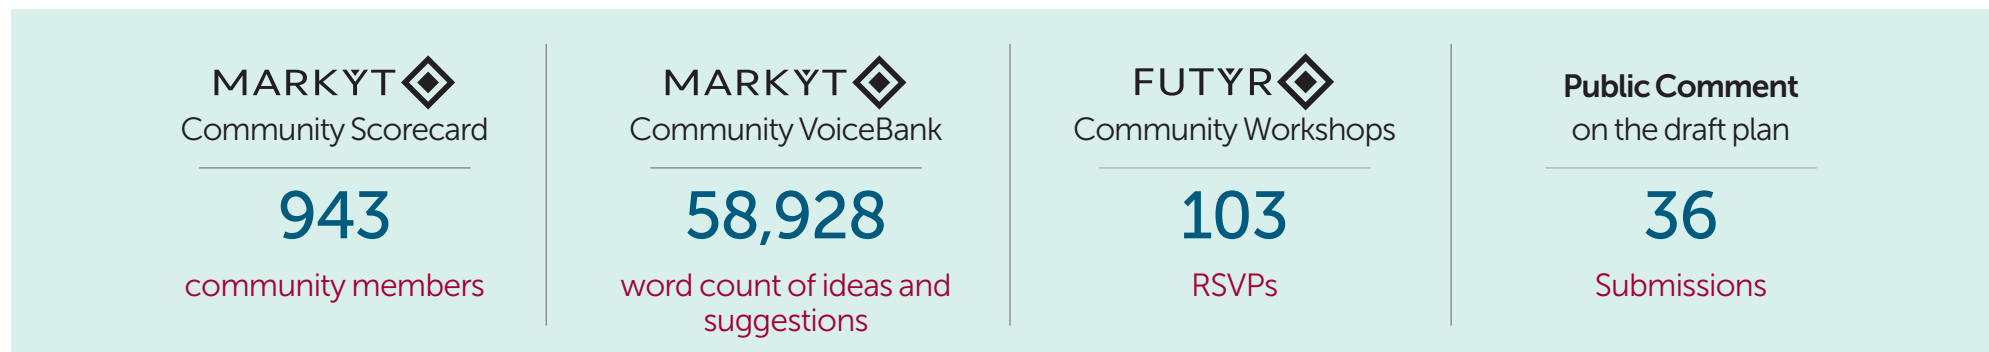 MARKYT
Community Scorecard
943
community members
MARKYT
Community VoiceBank
58,928
word count of ideas and
suggestions
FUTYR
Community Workshops
103
RSVPs
Public Comment
on the draft plan
36
Submissions